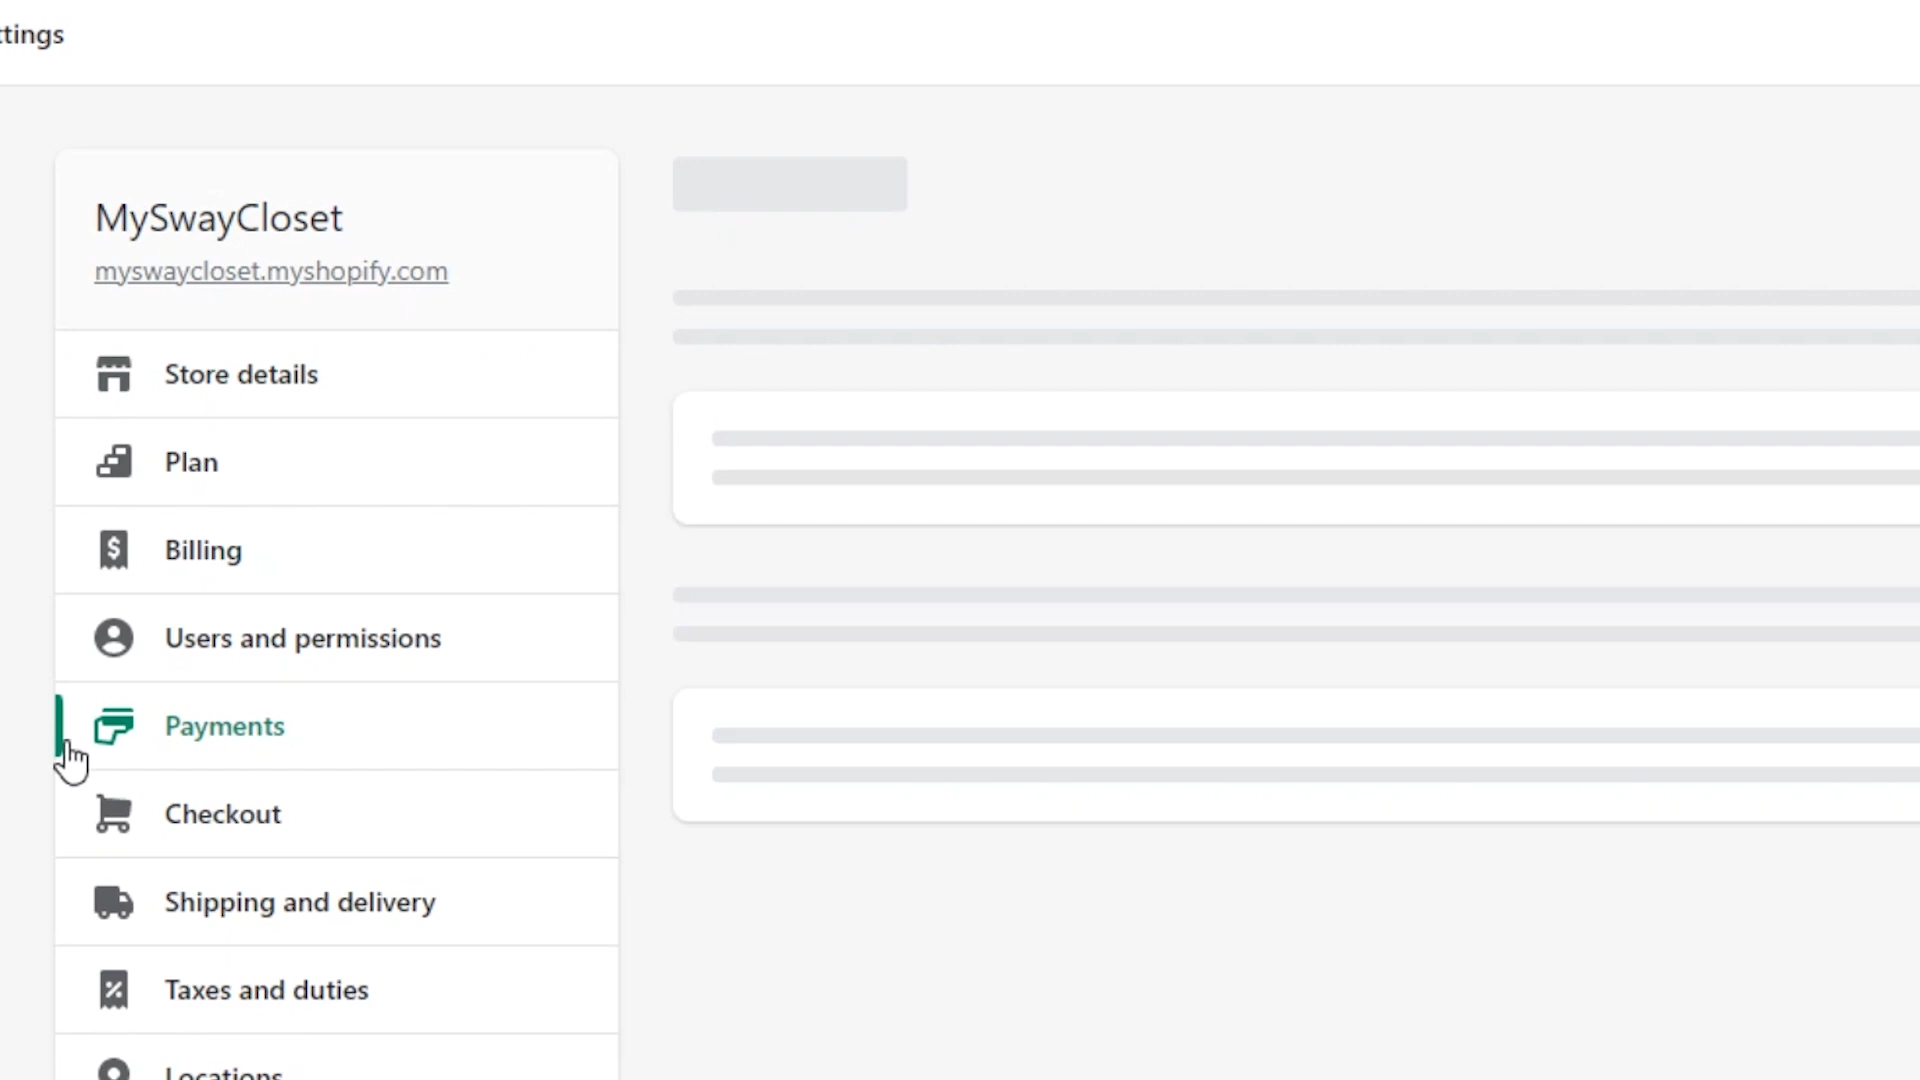 ttings
MySwayCloset
myswaycloset.myshopify.com
Store details
Plan
Billing
Users and permissions
Payments
Checkout
Shipping and delivery
Taxes and duties
Locations